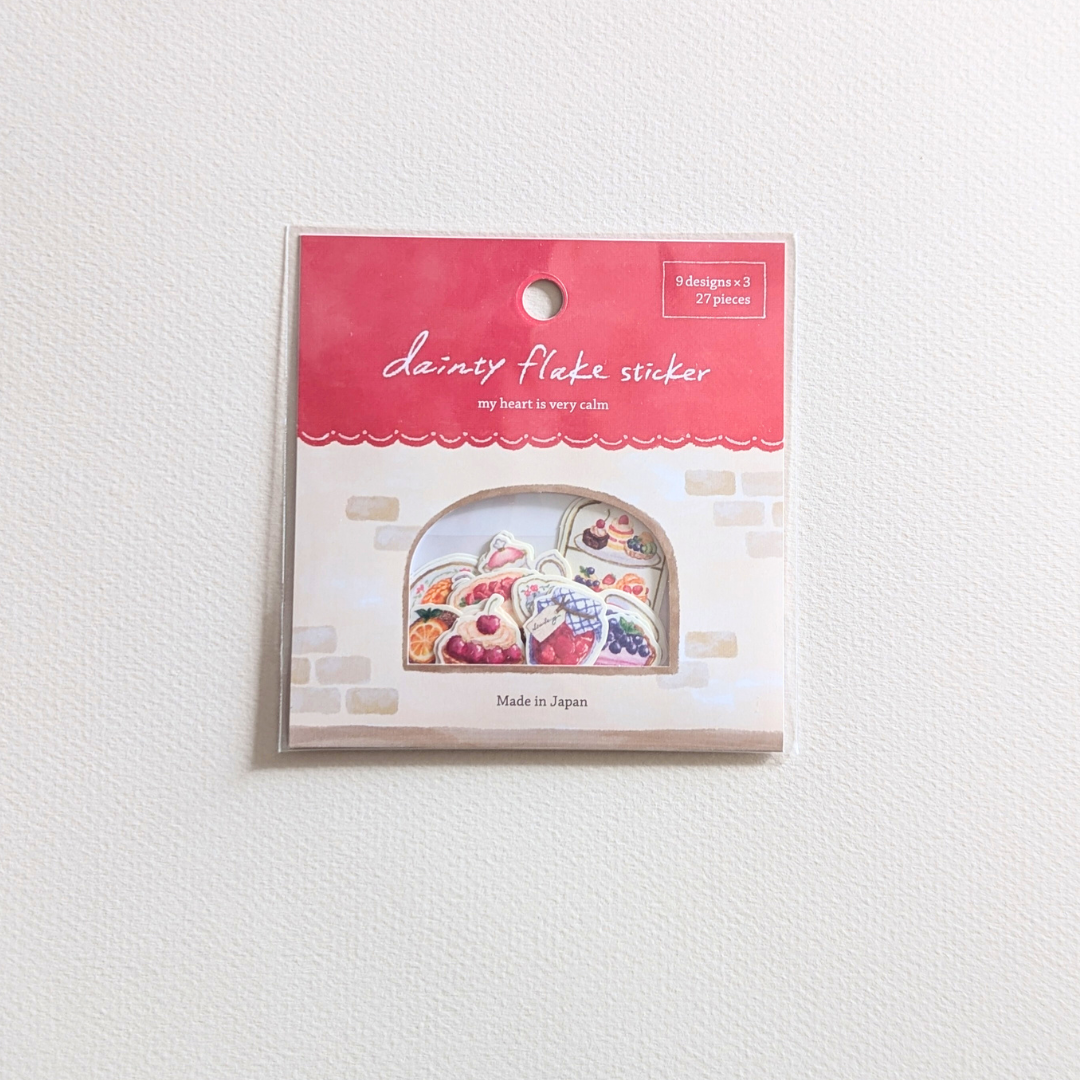 9 designs × 3
27 pieces
dainty flake sticker
my heart is very calm
Made in Japan